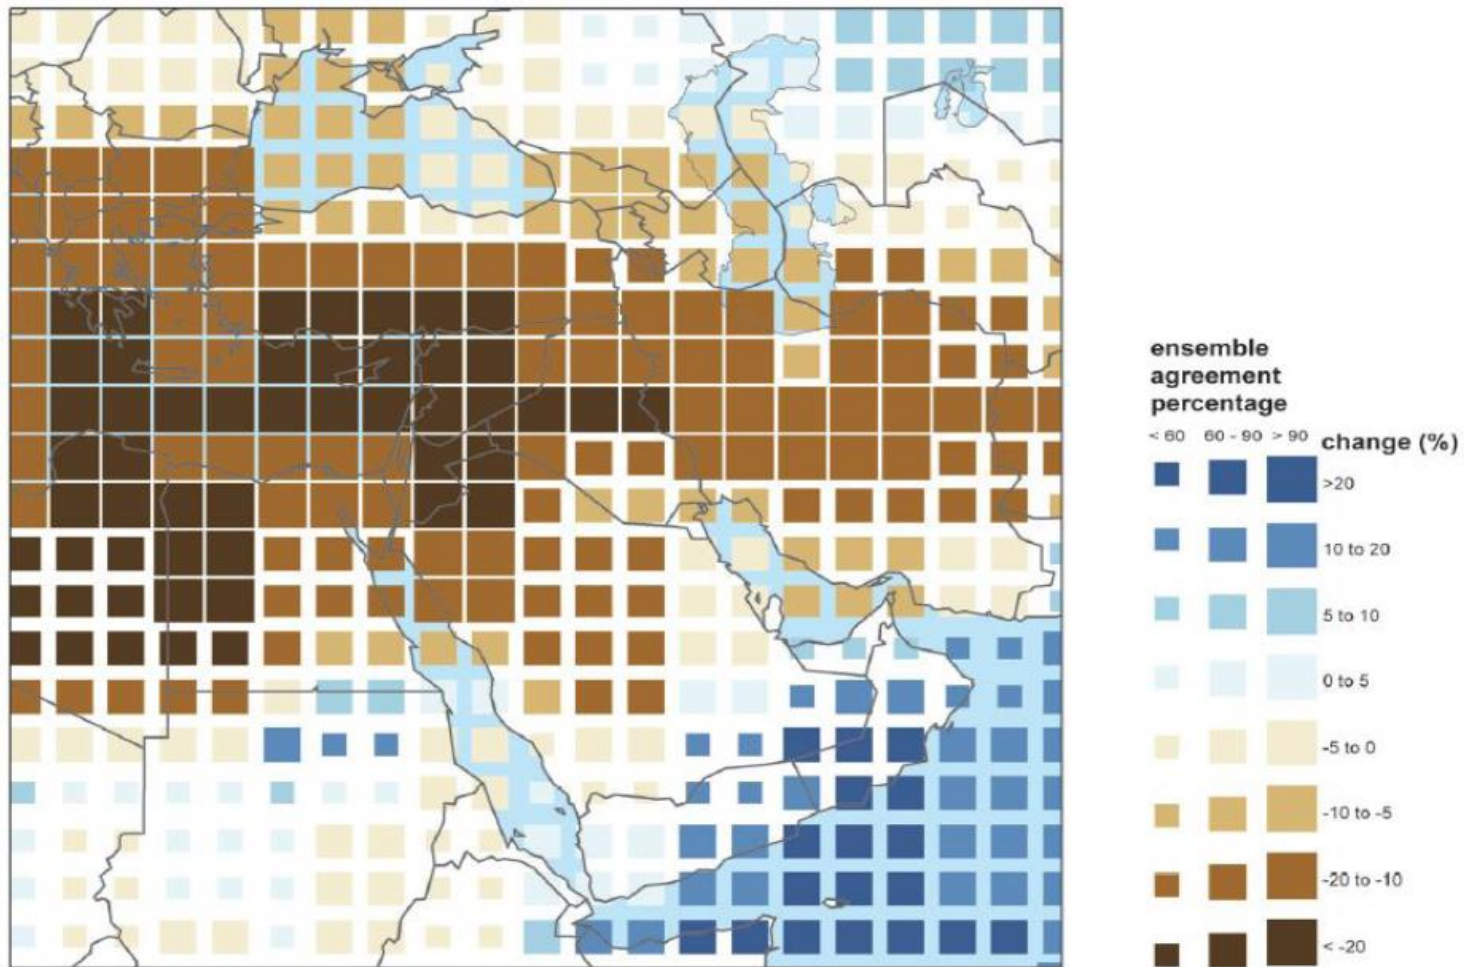 ensemble
agreement
percentage
< 60 60 - 90 > 90 change (%)
>20
10 to 20
5 to 10
0 to 5
-5 to 0
-10 to -5
-20 to -10
< -20